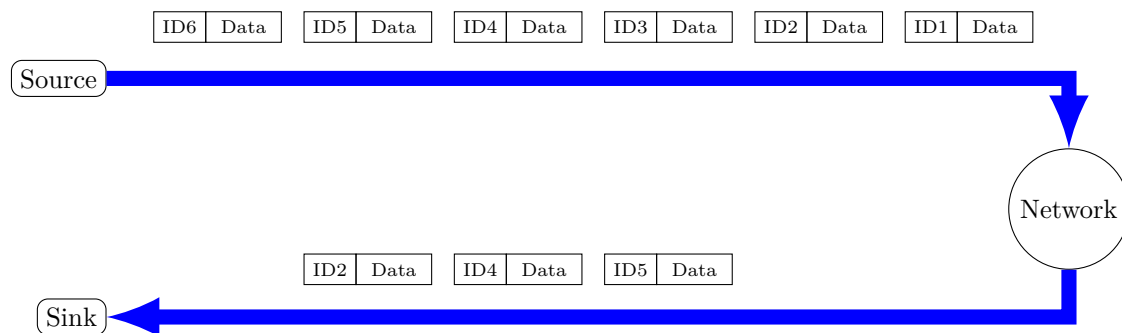 ID6 Data ID5 Data ID4 Data ID3 Data ID2 Data ID1 Data
Source
Network
ID2 Data ID4 Data ID5 Data
Sink